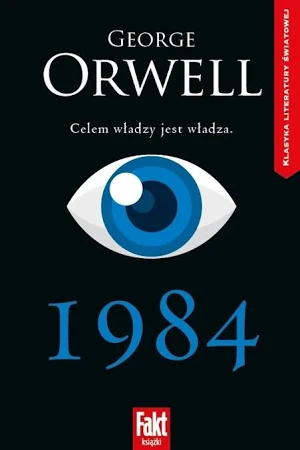 GEORGE
ORWELL
Celem władzy jest władza.
KLASYKA LITERATURY ŚWIATOWEJ
1984
Fakt
książki